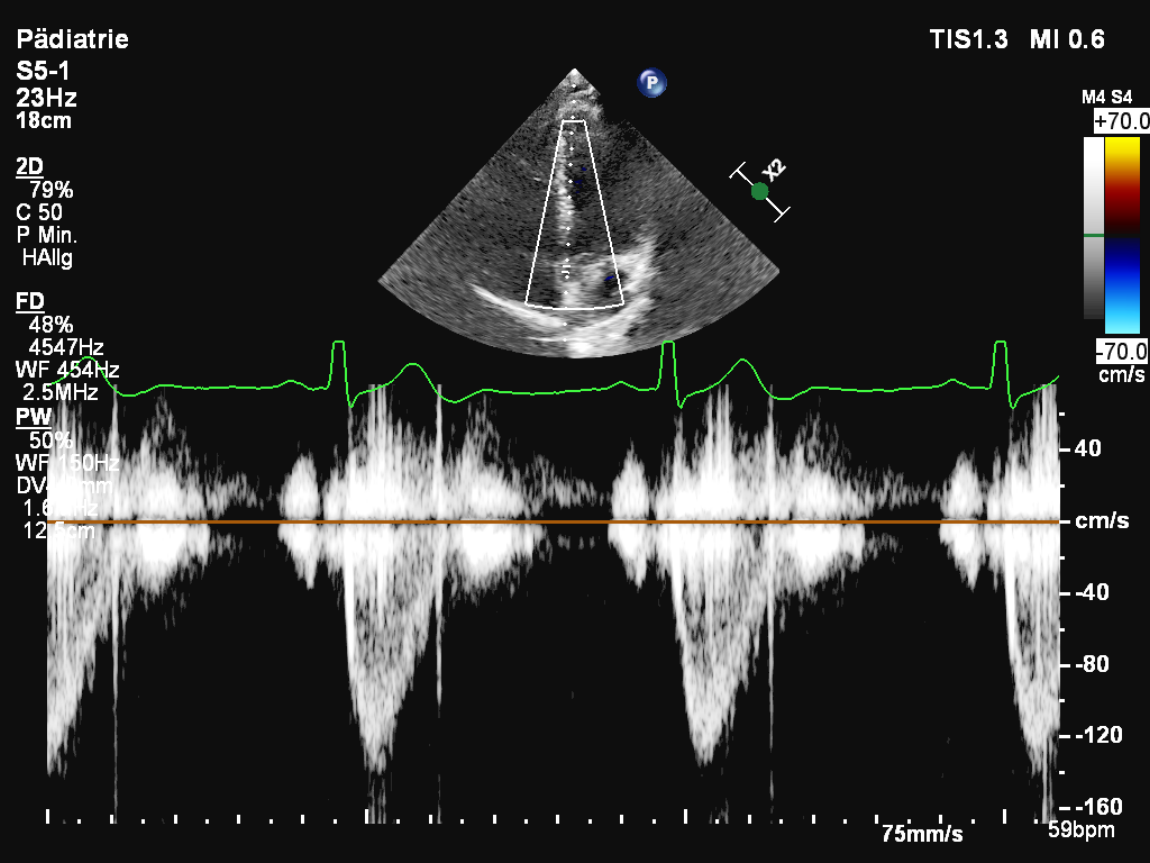 Pädiatrie
S5-1
23Hz
18cm
2D
79%
C 50
P Min.
HAllg
FD
48%
4547Hz
WF 454Hz
2.5MHz
PW
50%
WF 150Hz
12.5cm
TIS1.3 MI 0.6
P
X2
M4 S4
+70.0
-70.0
cm/s
40
cm/s
-40
-80
-120
-160
75mm/s
59bpm